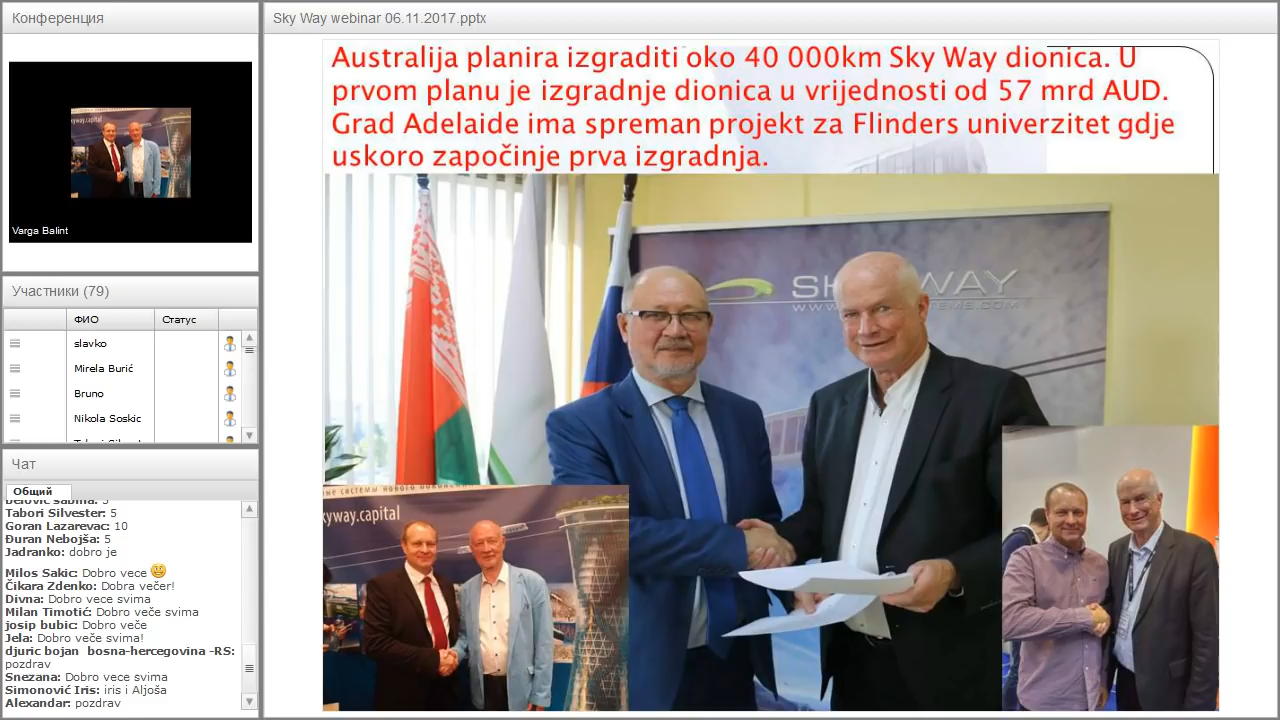 Конференция
Varga Balint
Участники (79)
ФИО Статус
slavko
Mirela Burić
Bruno
Nikola Soskic
Чат
Общий
Tabori Silvester: 5
Goran Lazarevac: 10
Đuran Nebojša: 5
Jadranko: dobro je
Milos Sakic: Dobro vece
Čikara Zdenko: Dobra večer!
Divna: Dobro vece svima
Milan Timotić: Dobro veče svima
josip bubic: Dobro veče
Jela: Dobro veče svima!
djuric bojan bosna-hercegovina -RS:
pozdrav
Snezana: Dobro vece svima
Simonović Iris: iris i Aljoša
Alexandar: pozdrav
Sky Way webinar 06.11.2017.pptx
Australija planira izgraditi oko 40 000km Sky Way dionica. U
prvom planu je izgradnje dionica u vrijednosti od 57 mrd AUD.
Grad Adelaide ima spreman projekt za Flinders univerzitet gdje
uskoro započinje prva izgradnja.
WAY
skyway.capital